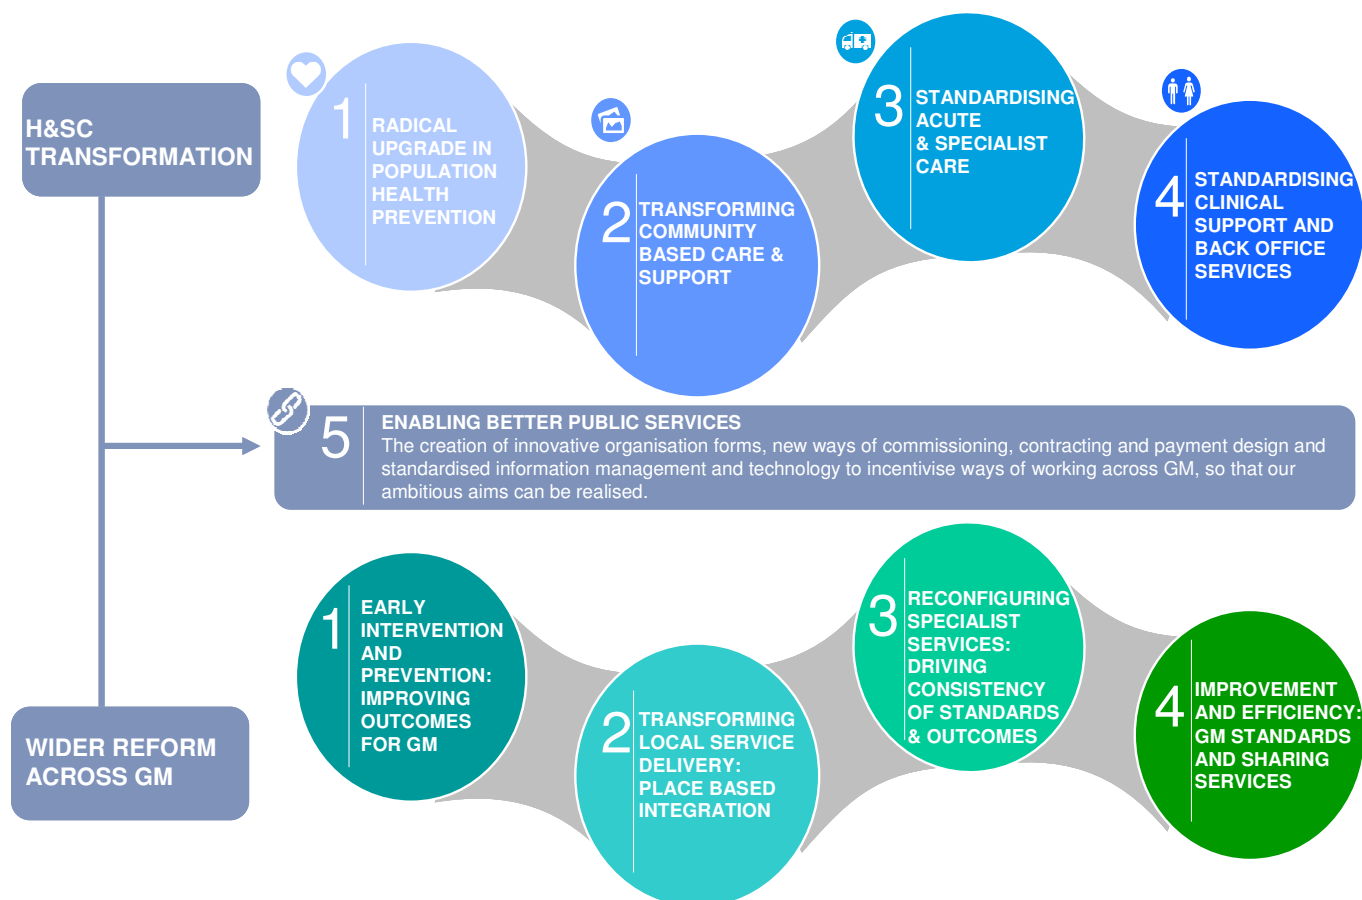 H&SC
TRANSFORMATION
1
RADICAL
UPGRADE IN
POPULATION
HEALTH
PREVENTION
2
TRANSFORMING
COMMUNITY
BASED CARE &
SUPPORT
3
STANDARDISING
ACUTE
& SPECIALIST
CARE
4
STANDARDISING
CLINICAL
SUPPORT AND
BACK OFFICE
SERVICES
5
ENABLING BETTER PUBLIC SERVICES
The creation of innovative organisation forms, new ways of commissioning, contracting and payment design and
standardised information management and technology to incentivise ways of working across GM, so that our
ambitious aims can be realised.
WIDER REFORM
ACROSS GM
1
EARLY
INTERVENTION
AND
PREVENTION:
IMPROVING
OUTCOMES
FOR GM
2
TRANSFORMING
LOCAL SERVICE
DELIVERY:
PLACE BASED
INTEGRATION
3
RECONFIGURING
SPECIALIST
SERVICES:
DRIVING
CONSISTENCY
OF STANDARDS
& OUTCOMES
4
IMPROVEMENT
AND EFFICIENCY:
GM STANDARDS
AND SHARING
SERVICES